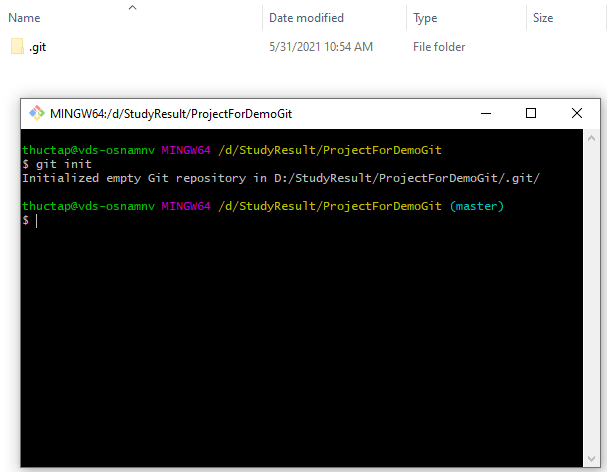 Name Date modified Type Size
.git 5/31/2021 10:54 AM File folder
MINGW64:/d/StudyResult/ProjectForDemoGit
thuctap@vds-osnamnv MINGW64 /d/StudyResult/ProjectForDemoGit
$ git init
Initialized empty Git repository in D:/StudyResult/ProjectForDemoGit/.git/
thuctap@vds-osnamnv MINGW64 /d/StudyResult/ProjectForDemoGit (master)
$